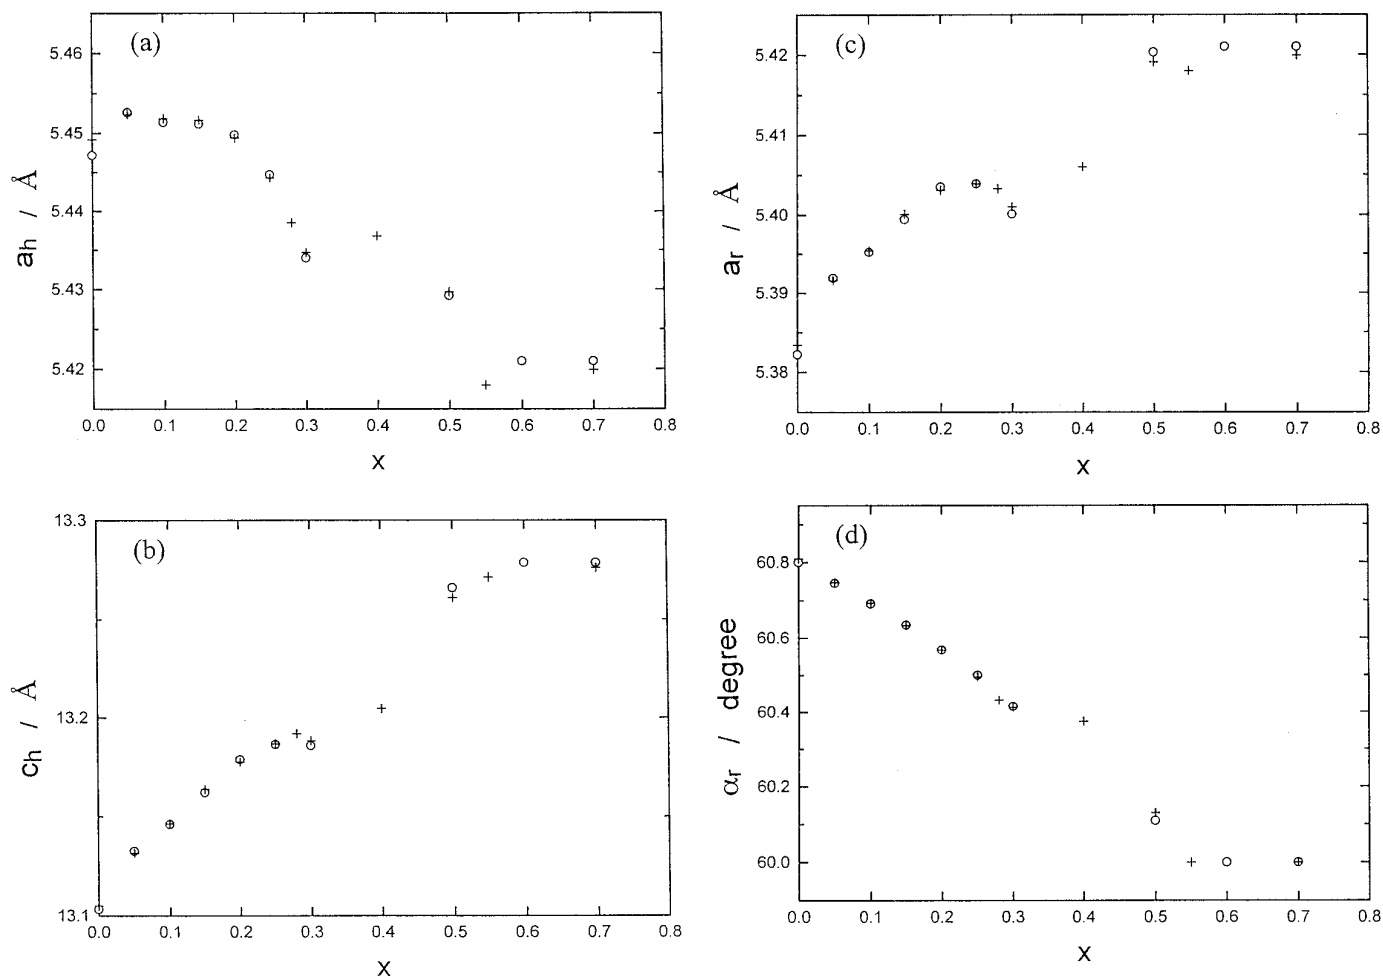 (a)
5.46
5.45
5.44
5.43
5.42
0.0 0.1 0.2 0.3 0.4 0.5 0.6 0.7 0.8
a_h / Å
x
(c)
5.42
5.41
5.40
5.39
5.38
0.0 0.1 0.2 0.3 0.4 0.5 0.6 0.7 0.8
a_r / Å
x
(b)
13.3
13.2
13.1
0.0 0.1 0.2 0.3 0.4 0.5 0.6 0.7 0.8
c_h / Å
x
(d)
60.8
60.6
60.4
60.2
60.0
0.0 0.1 0.2 0.3 0.4 0.5 0.6 0.7 0.8
α_r / degree
x